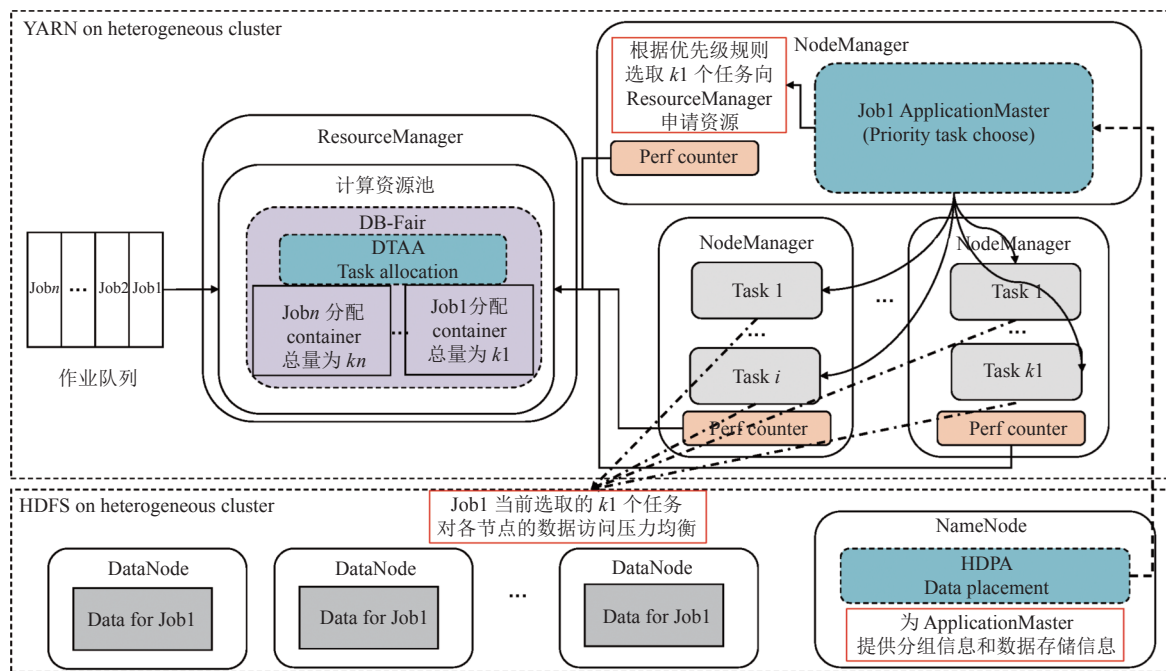 YARN on heterogeneous cluster
NodeManager
根据优先级规则
选取 k1 个任务向
ResourceManager
申请资源
Job1 ApplicationMaster
(Priority task choose)
Perf counter
ResourceManager
计算资源池
DB-Fair
DTAA
Task allocation
Jobn 分配
container
总量为 kn
...
Job1分配
container
总量为 k1
Jobn
...
Job2
Job1
作业队列
NodeManager
Task 1
...
Task i
Perf counter
...
NodeManager
Task 1
...
Task k1
Perf counter
HDFS on heterogeneous cluster
Job1 当前选取的 k1 个任务
对各节点的数据访问压力均衡
DataNode
Data for Job1
DataNode
Data for Job1
...
DataNode
Data for Job1
NameNode
HDPA
Data placement
为 ApplicationMaster
提供分组信息和数据存储信息